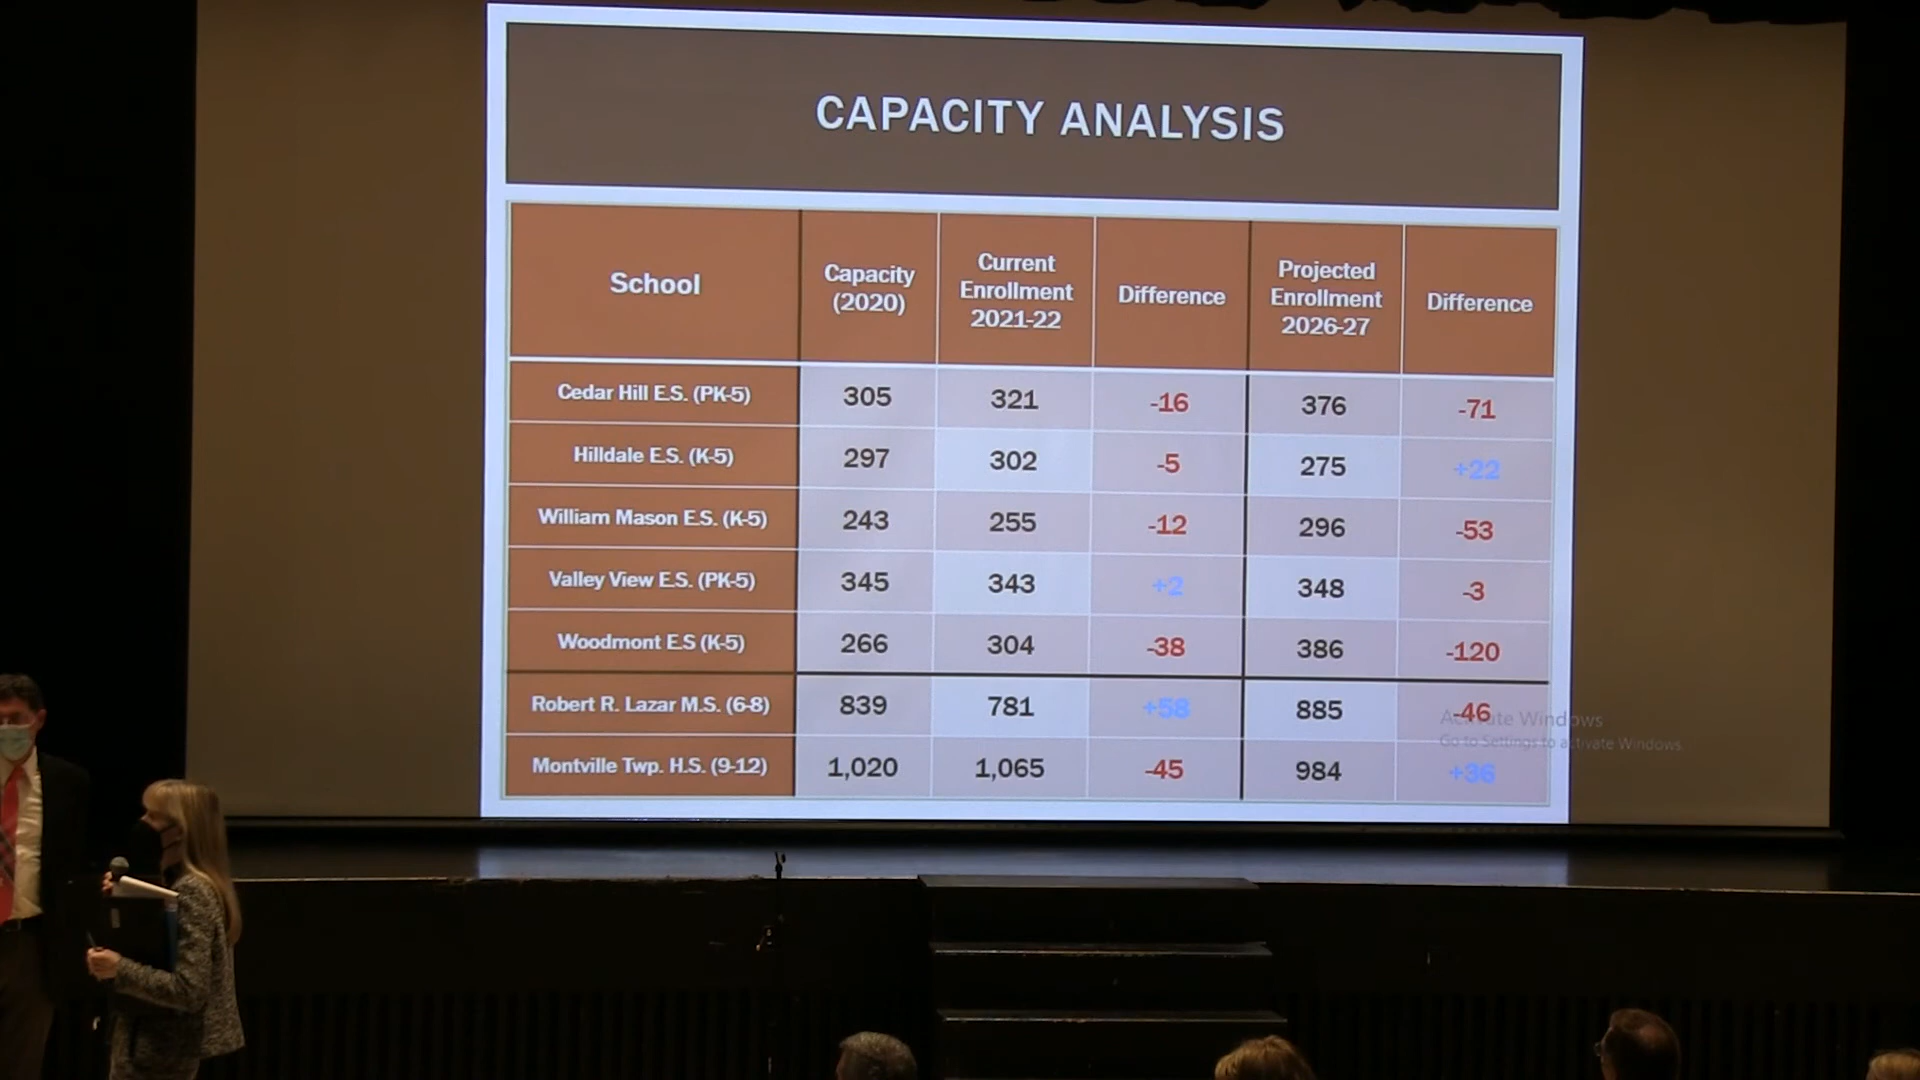 CAPACITY ANALYSIS
School
Capacity
(2020)
Current
Enrollment
2021-22
Difference
Projected
Enrollment
2026-27
Difference
Cedar Hill E.S. (PK-5) 305 321 -16 376 -71
Hilldale E.S. (K-5) 297 302 -5 275 +22
William Mason E.S. (K-5) 243 255 -12 296 -53
Valley View E.S. (PK-5) 345 343 +2 348 -3
Woodmont E.S (K-5) 266 304 -38 386 -120
Robert R. Lazar M.S. (6-8) 839 781 +58 885 -46
Montville Twp. H.S. (9-12) 1,020 1,065 -45 984 +36
Activate Windows
Go to Settings to activate Windows.